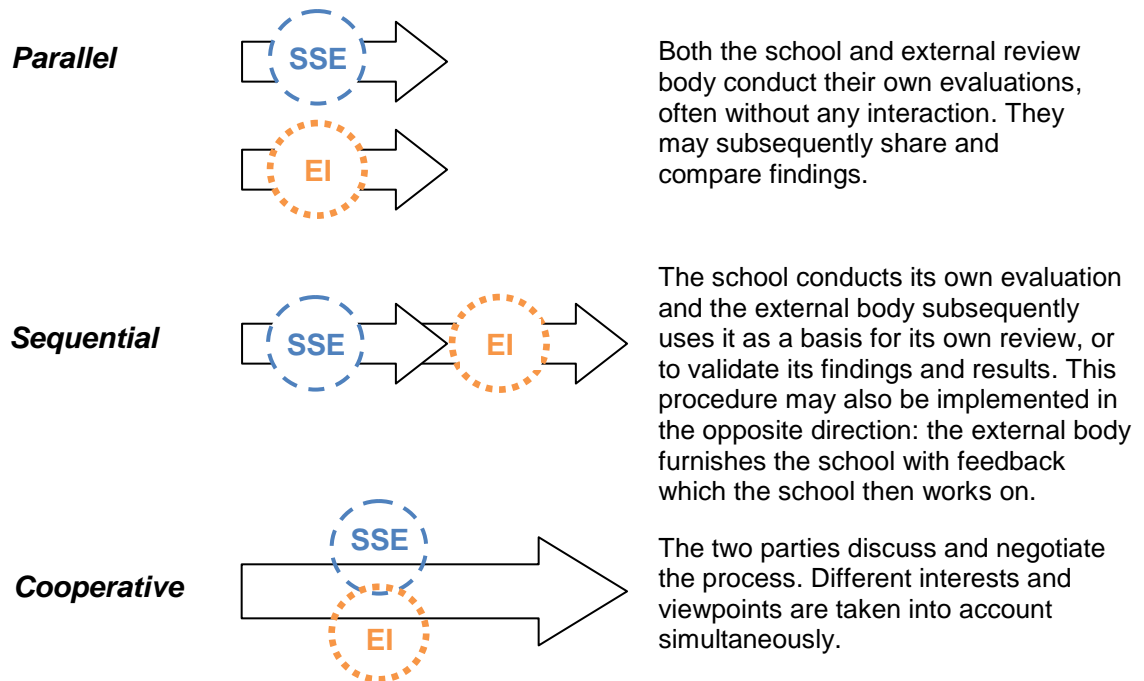 Parallel
SSE
EI
Both the school and external review
body conduct their own evaluations,
often without any interaction. They
may subsequently share and
compare findings.
Sequential
SSE
EI
The school conducts its own evaluation
and the external body subsequently
uses it as a basis for its own review, or
to validate its findings and results. This
procedure may also be implemented in
the opposite direction: the external body
furnishes the school with feedback
which the school then works on.
Cooperative
SSE
EI
The two parties discuss and negotiate
the process. Different interests and
viewpoints are taken into account
simultaneously.